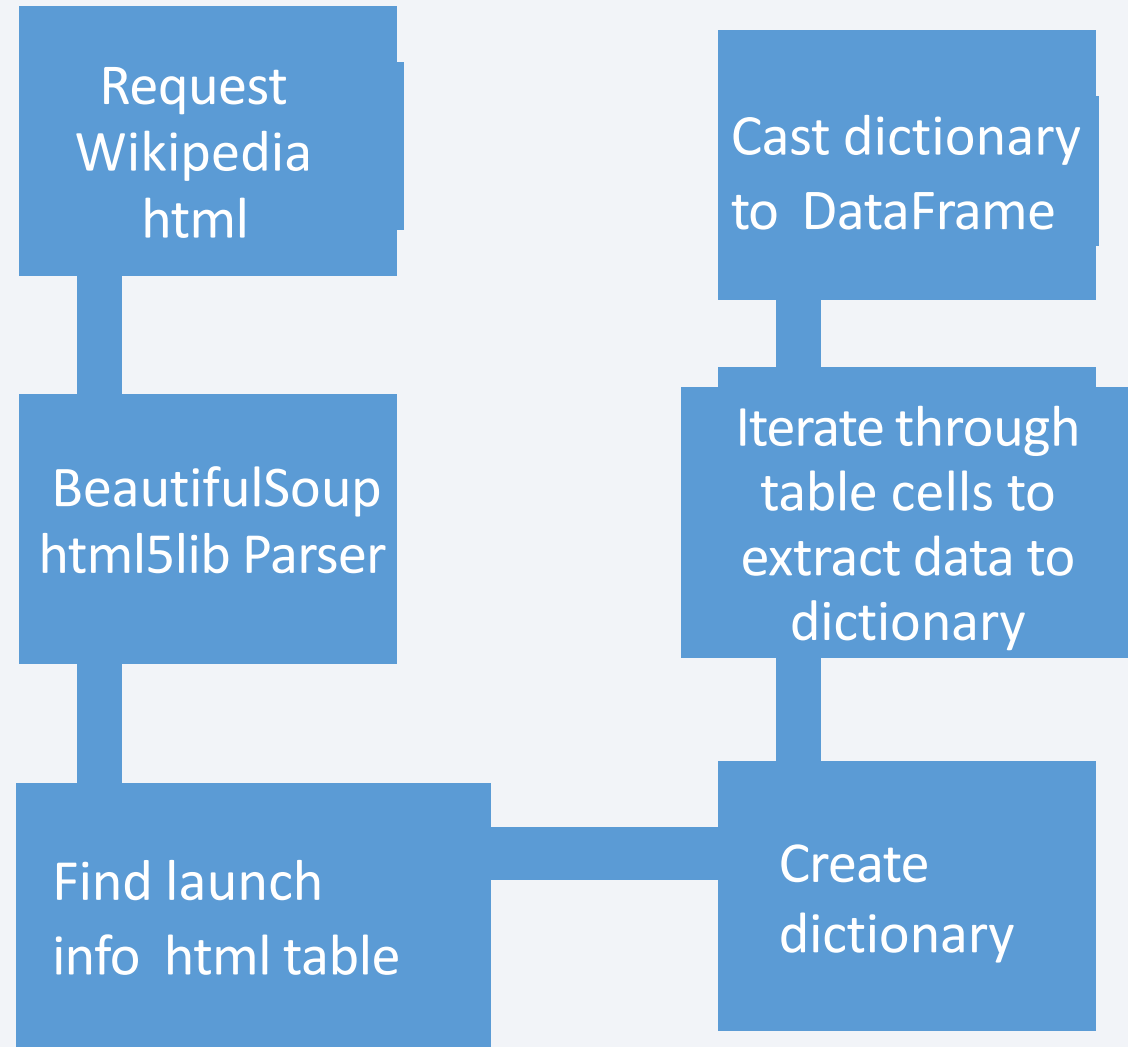 Request
Wikipedia
html
BeautifulSoup
html5lib Parser
Find launch
info html table
Create
dictionary
Iterate through
table cells to
extract data to
dictionary
Cast dictionary
to DataFrame